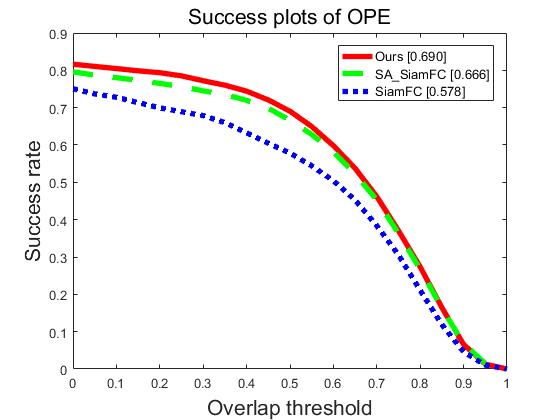 Success plots of OPE
Ours [0.690]
SA_SiamFC [0.666]
SiamFC [0.578]
Success rate
0.9
0.8
0.7
0.6
0.5
0.4
0.3
0.2
0.1
0
0 0.1 0.2 0.3 0.4 0.5 0.6 0.7 0.8 0.9 1
Overlap threshold